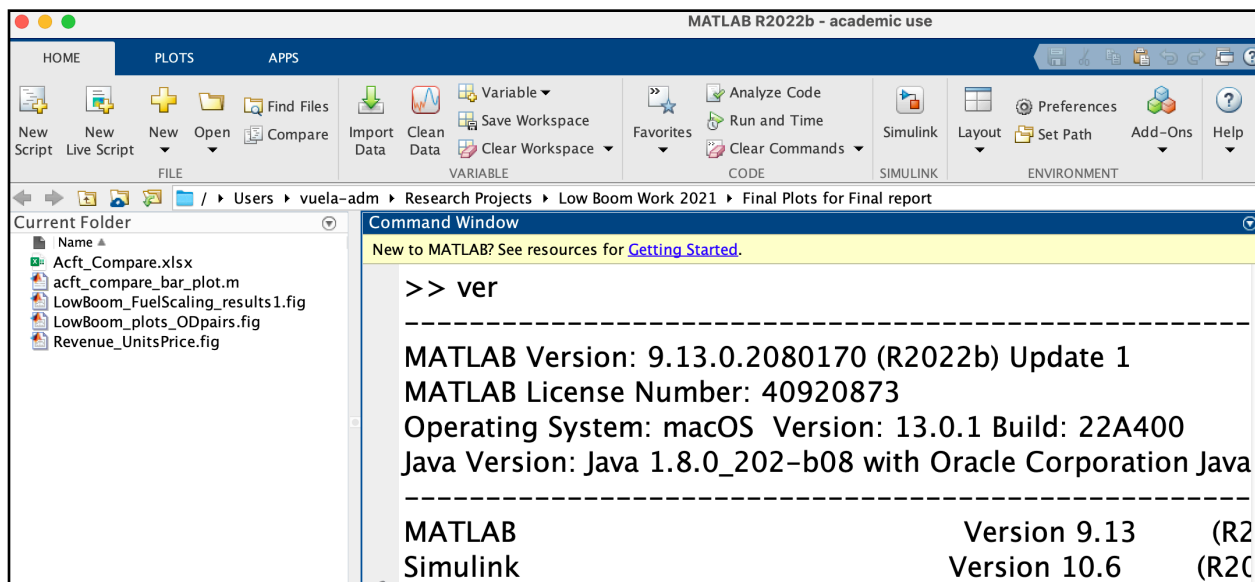 MATLAB R2022b - academic use
HOME PLOTS APPS
New Script
New Live Script
New
Open
Find Files
Compare
FILE
Import Data
Clean Data
Variable
Save Workspace
Clear Workspace
VARIABLE
Favorites
Analyze Code
Run and Time
Clear Commands
CODE
Simulink
SIMULINK
Layout
Preferences
Set Path
Add-Ons
ENVIRONMENT
Help
/ Users vuela-adm Research Projects Low Boom Work 2021 Final Plots for Final report
Current Folder
Name
Acft_Compare.xlsx
acft_compare_bar_plot.m
LowBoom_FuelScaling_results1.fig
LowBoom_plots_ODpairs.fig
Revenue_UnitsPrice.fig
Command Window
New to MATLAB? See resources for Getting Started.
>> ver
-----------------------------------------------------
MATLAB Version: 9.13.0.2080170 (R2022b) Update 1
MATLAB License Number: 40920873
Operating System: macOS  Version: 13.0.1 Build: 22A400
Java Version: Java 1.8.0_202-b08 with Oracle Corporation Java
-----------------------------------------------------
MATLAB Version 9.13 (R2
Simulink Version 10.6 (R20